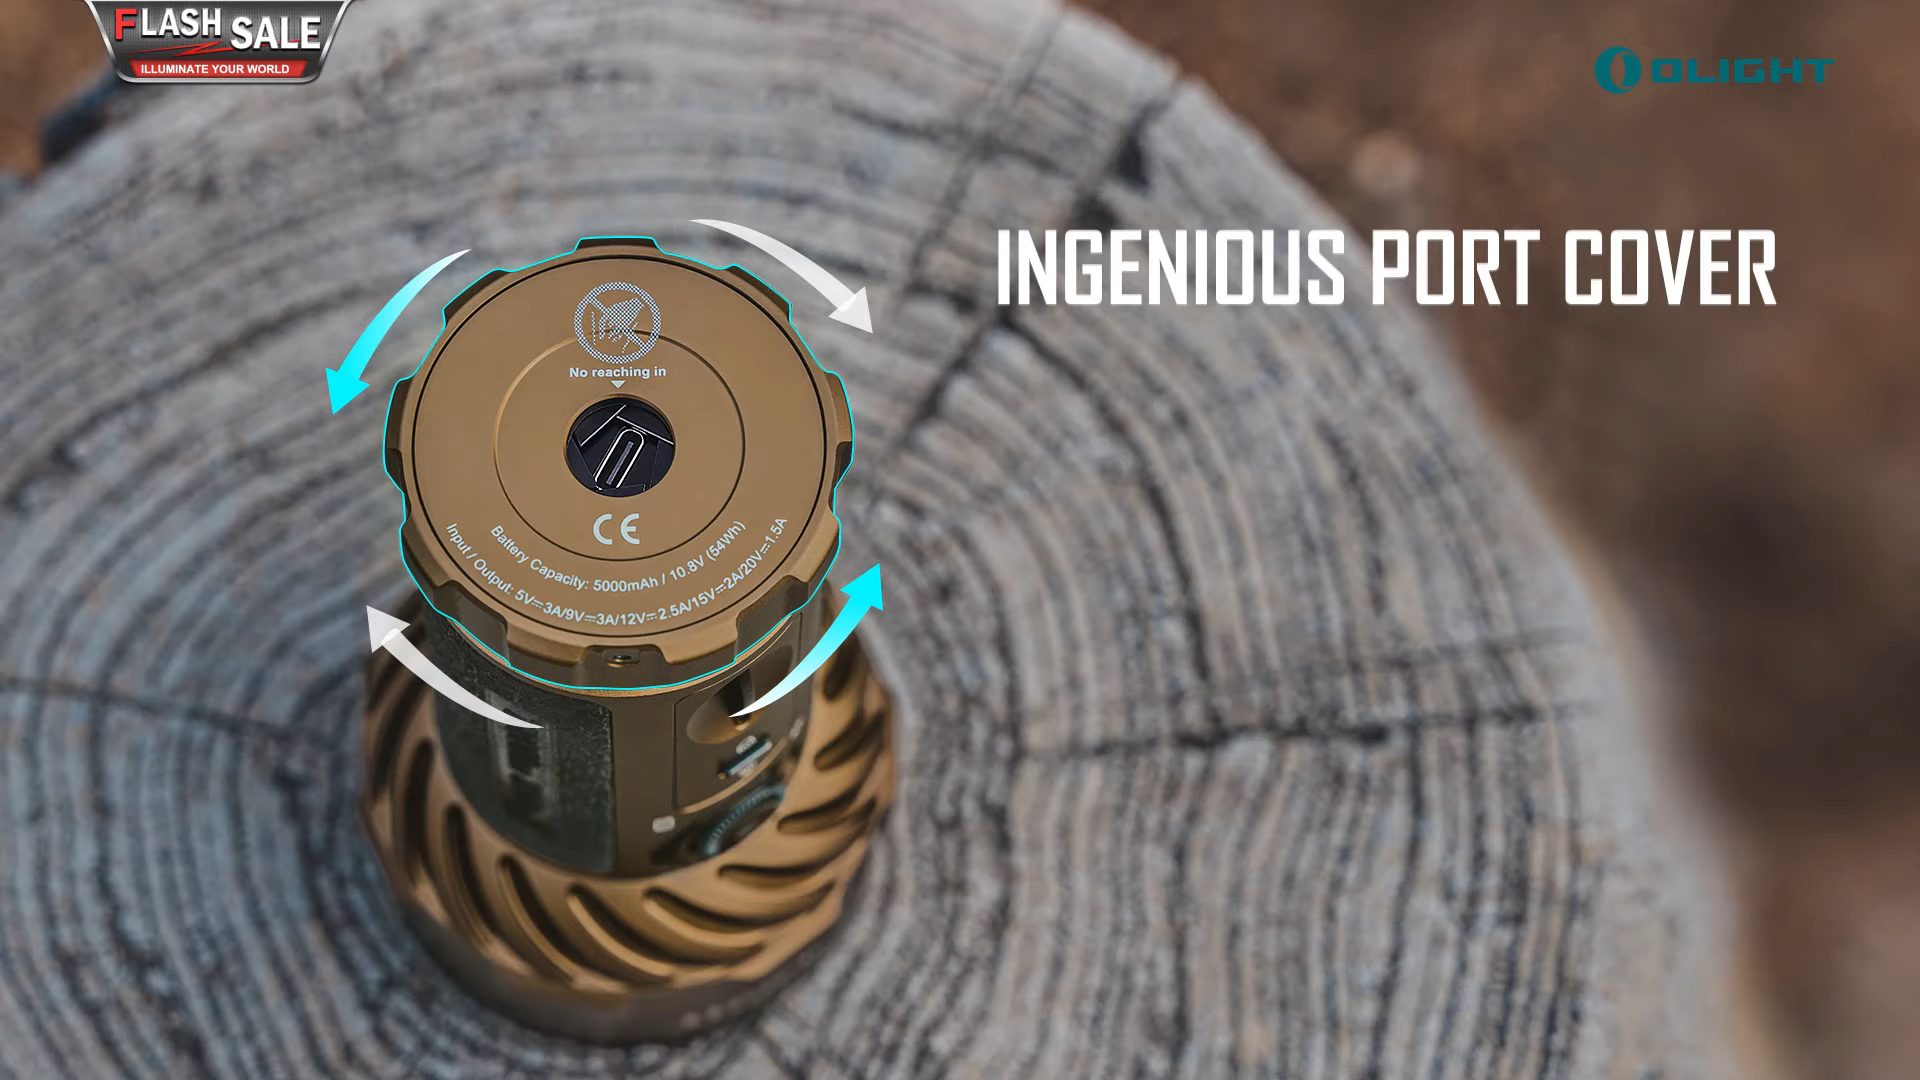 FLASH SALE
ILLUMINATE YOUR WORLD
OLIGHT
INGENIOUS PORT COVER
No reaching in
CE
Battery Capacity: 5000mAh / 10.8V (54Wh)
Input / Output: 5V⎓3A/9V⎓3A/12V⎓2.5A/15V⎓2A/20V⎓1.5A